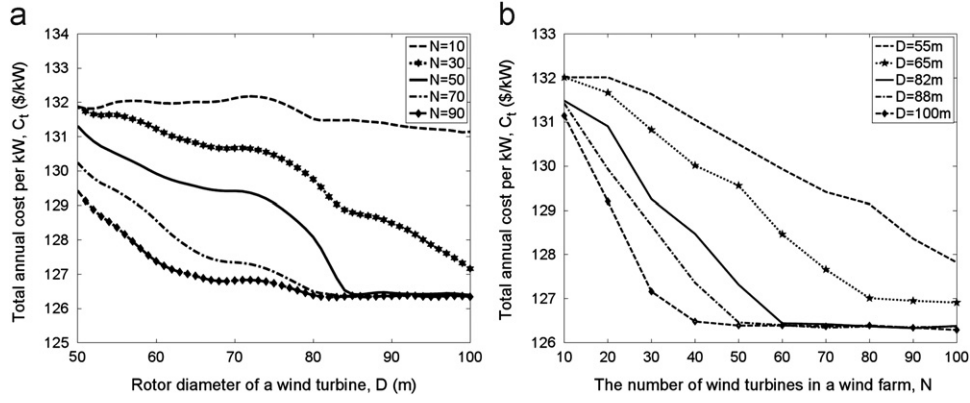 a
Total annual cost per kW, Cₜ ($/kW)
134
133
132
131
130
129
128
127
126
125
50
60
70
80
90
100
Rotor diameter of a wind turbine, D (m)
N=10
N=30
N=50
N=70
N=90
b
Total annual cost per kW, Cₜ ($/kW)
133
132
131
130
129
128
127
126
10
20
30
40
50
60
70
80
90
100
The number of wind turbines in a wind farm, N
D=55m
D=65m
D=82m
D=88m
D=100m